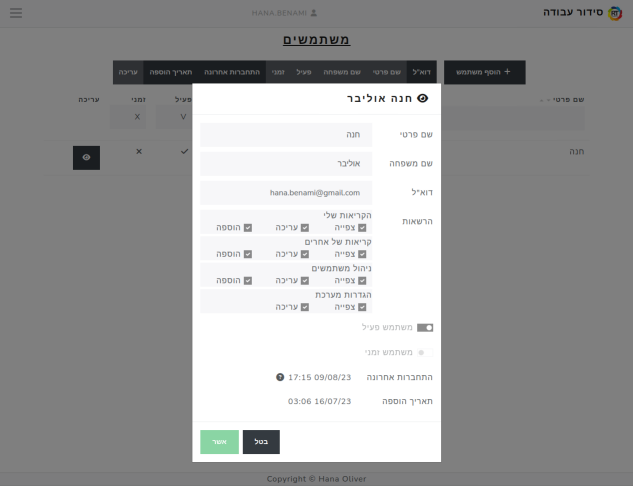 סידור עבודה
HANA.BENAMI
משתמשים
+ הוסף משתמש
דוא"ל שם פרטי שם משפחה פעיל זמני התחברות אחרונה תאריך הוספה עריכה
שם פרטי פעיל זמני עריכה
V X
חנה
חנה אוליבר
שם פרטי חנה
שם משפחה אוליבר
דוא"ל hana.benami@gmail.com
הרשאות
הקריאות שלי
צפייה עריכה הוספה
קריאות של אחרים
צפייה עריכה הוספה
ניהול משתמשים
צפייה עריכה הוספה
הגדרות מערכת
צפייה עריכה
משתמש פעיל
משתמש זמני
התחברות אחרונה 09/08/23 17:15
תאריך הוספה 16/07/23 03:06
בטל אשר
Copyright © Hana Oliver